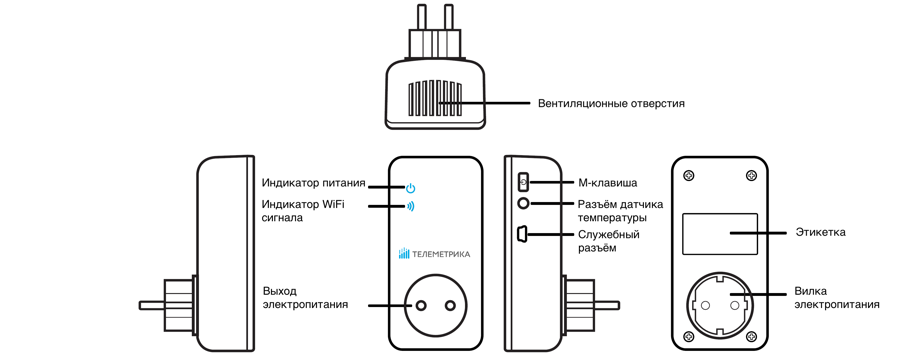 Вентиляционные отверстия
Индикатор питания
Индикатор WiFi
сигнала
ТЕЛЕМЕТРИКА
Выход
электропитания
М-клавиша
Разъём датчика
температуры
Служебный
разъём
Этикетка
Вилка
электропитания